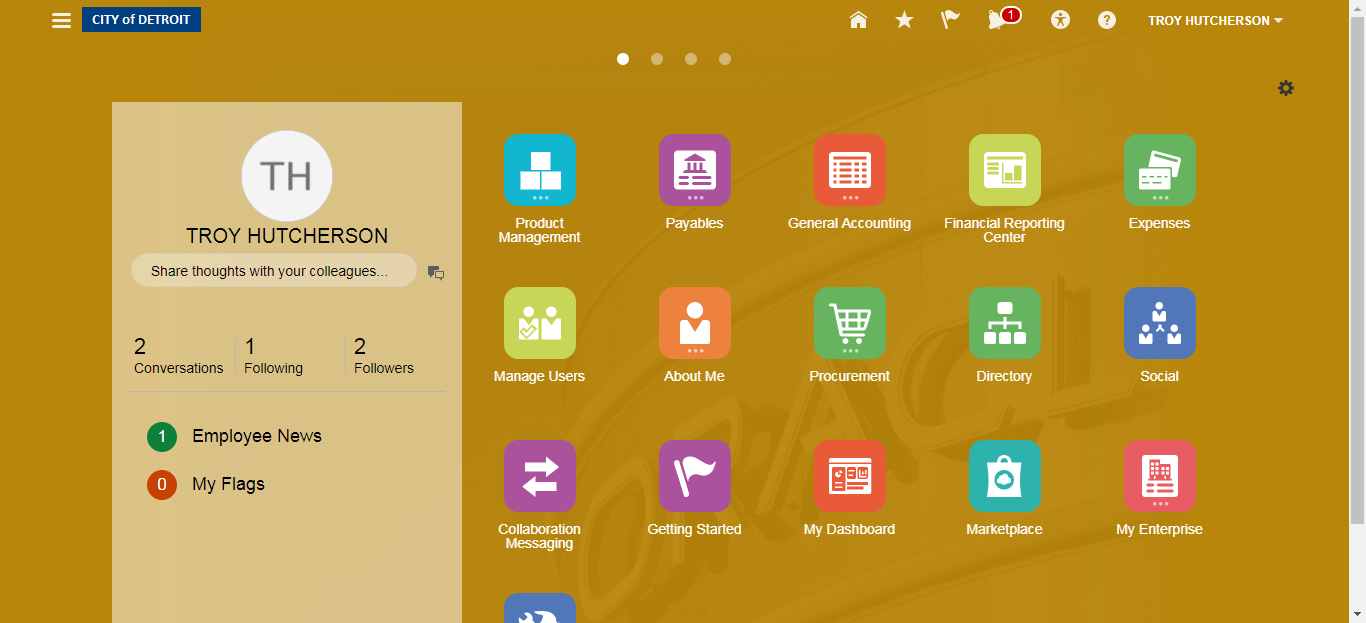 CITY of DETROIT
1
?
TROY HUTCHERSON
TH
TROY HUTCHERSON
Share thoughts with your colleagues...
2
Conversations
1
Following
2
Followers
1 Employee News
0 My Flags
Product
Management
Payables
General Accounting
Financial Reporting
Center
Expenses
Manage Users
About Me
Procurement
Directory
Social
Collaboration
Messaging
Getting Started
My Dashboard
Marketplace
My Enterprise
ORACL